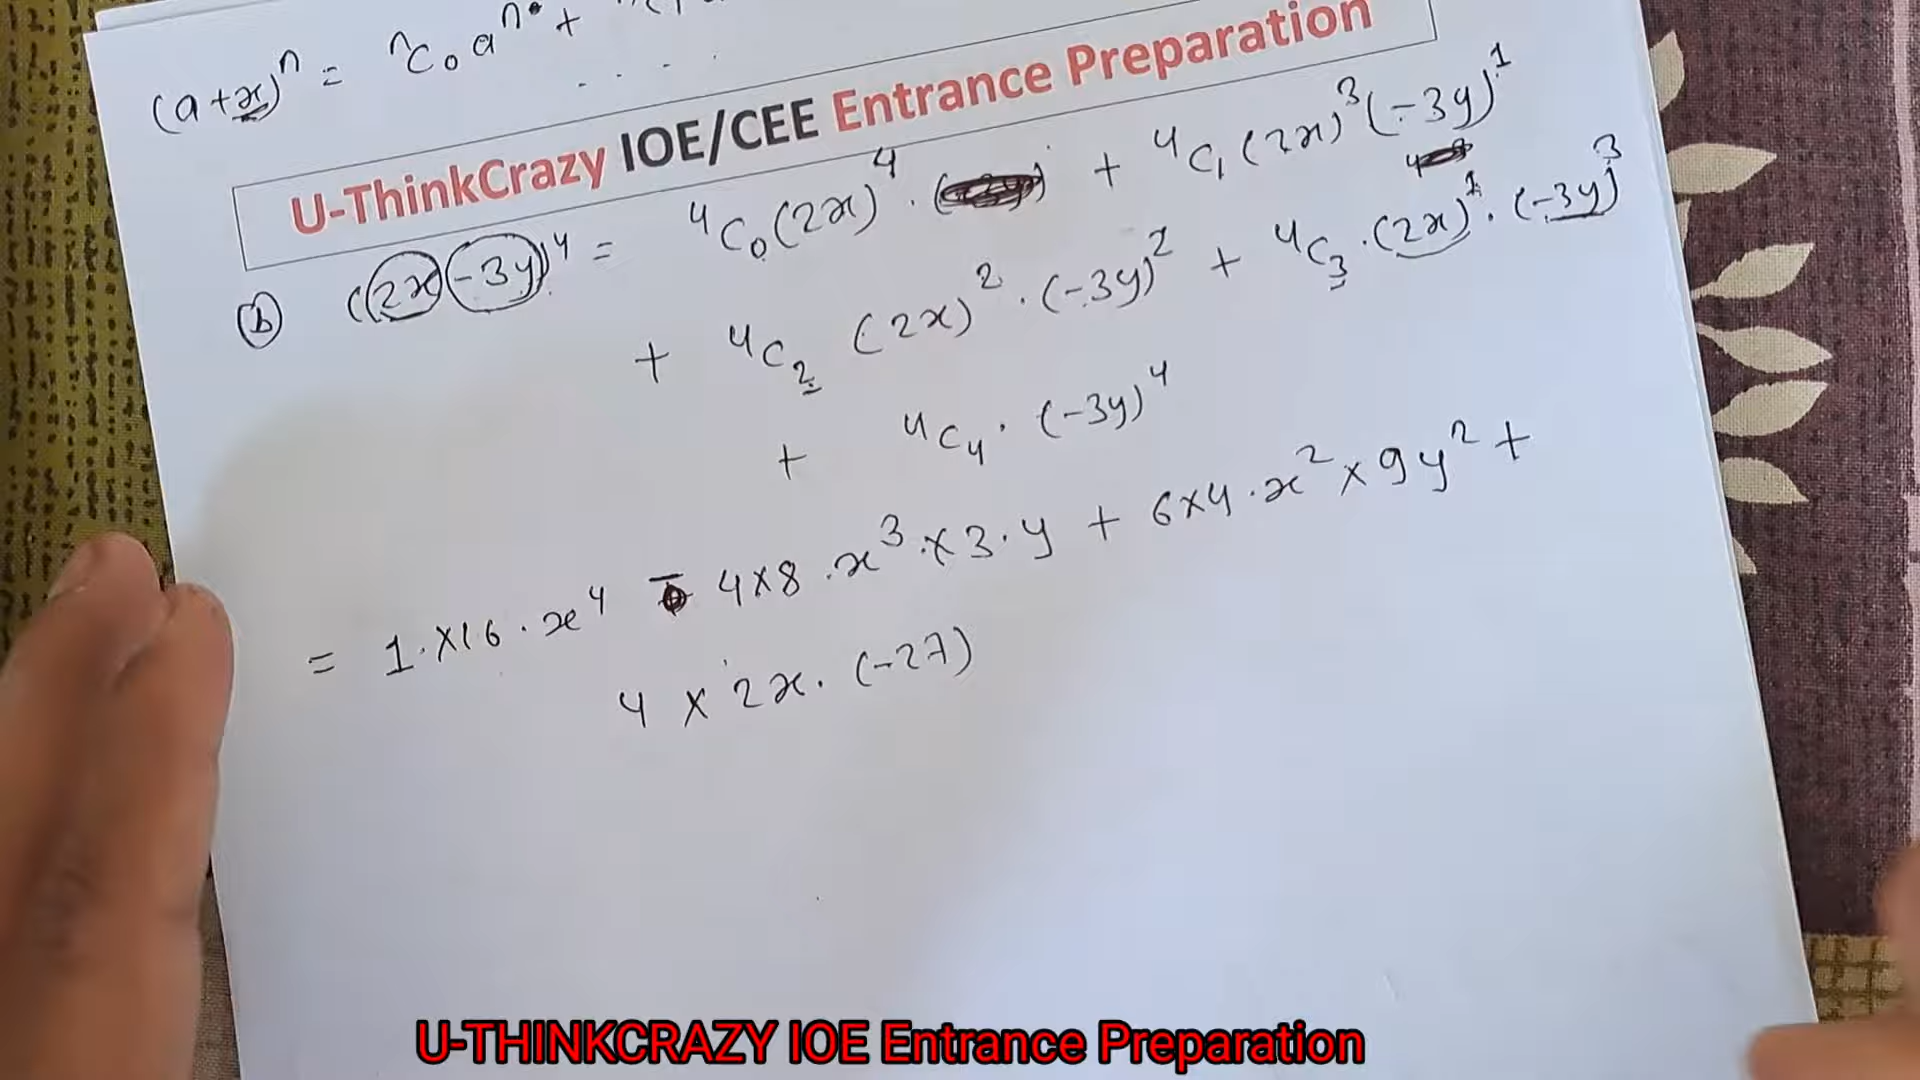 (a+x)ⁿ = ⁿC₀ aⁿ +
. . . .
U-ThinkCrazy IOE/CEE Entrance Preparation
(b) (2x-3y)⁴ = ⁴C₀(2x)⁴ . + ⁴C₁(2x)³(-3y)¹
+ ⁴C₂ (2x)² . (-3y)² + ⁴C₃ . (2x)¹ . (-3y)³
+ ⁴C₄ . (-3y)⁴
= 1.×16 . x⁴ - 4×8 . x³ .×3 . y + 6×4 . x² × 9y² +
4 × 2x . (-27)
U-THINKCRAZY IOE Entrance Preparation